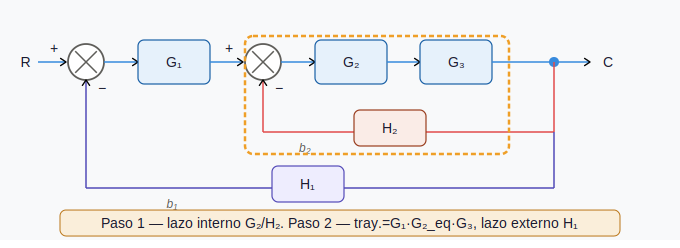 + +
R G₁ G₂ G₃ C
− −
H₂
b₂
H₁
b₁
Paso 1 — lazo interno G₂/H₂. Paso 2 — tray.=G₁·G₂_eq·G₃, lazo externo H₁